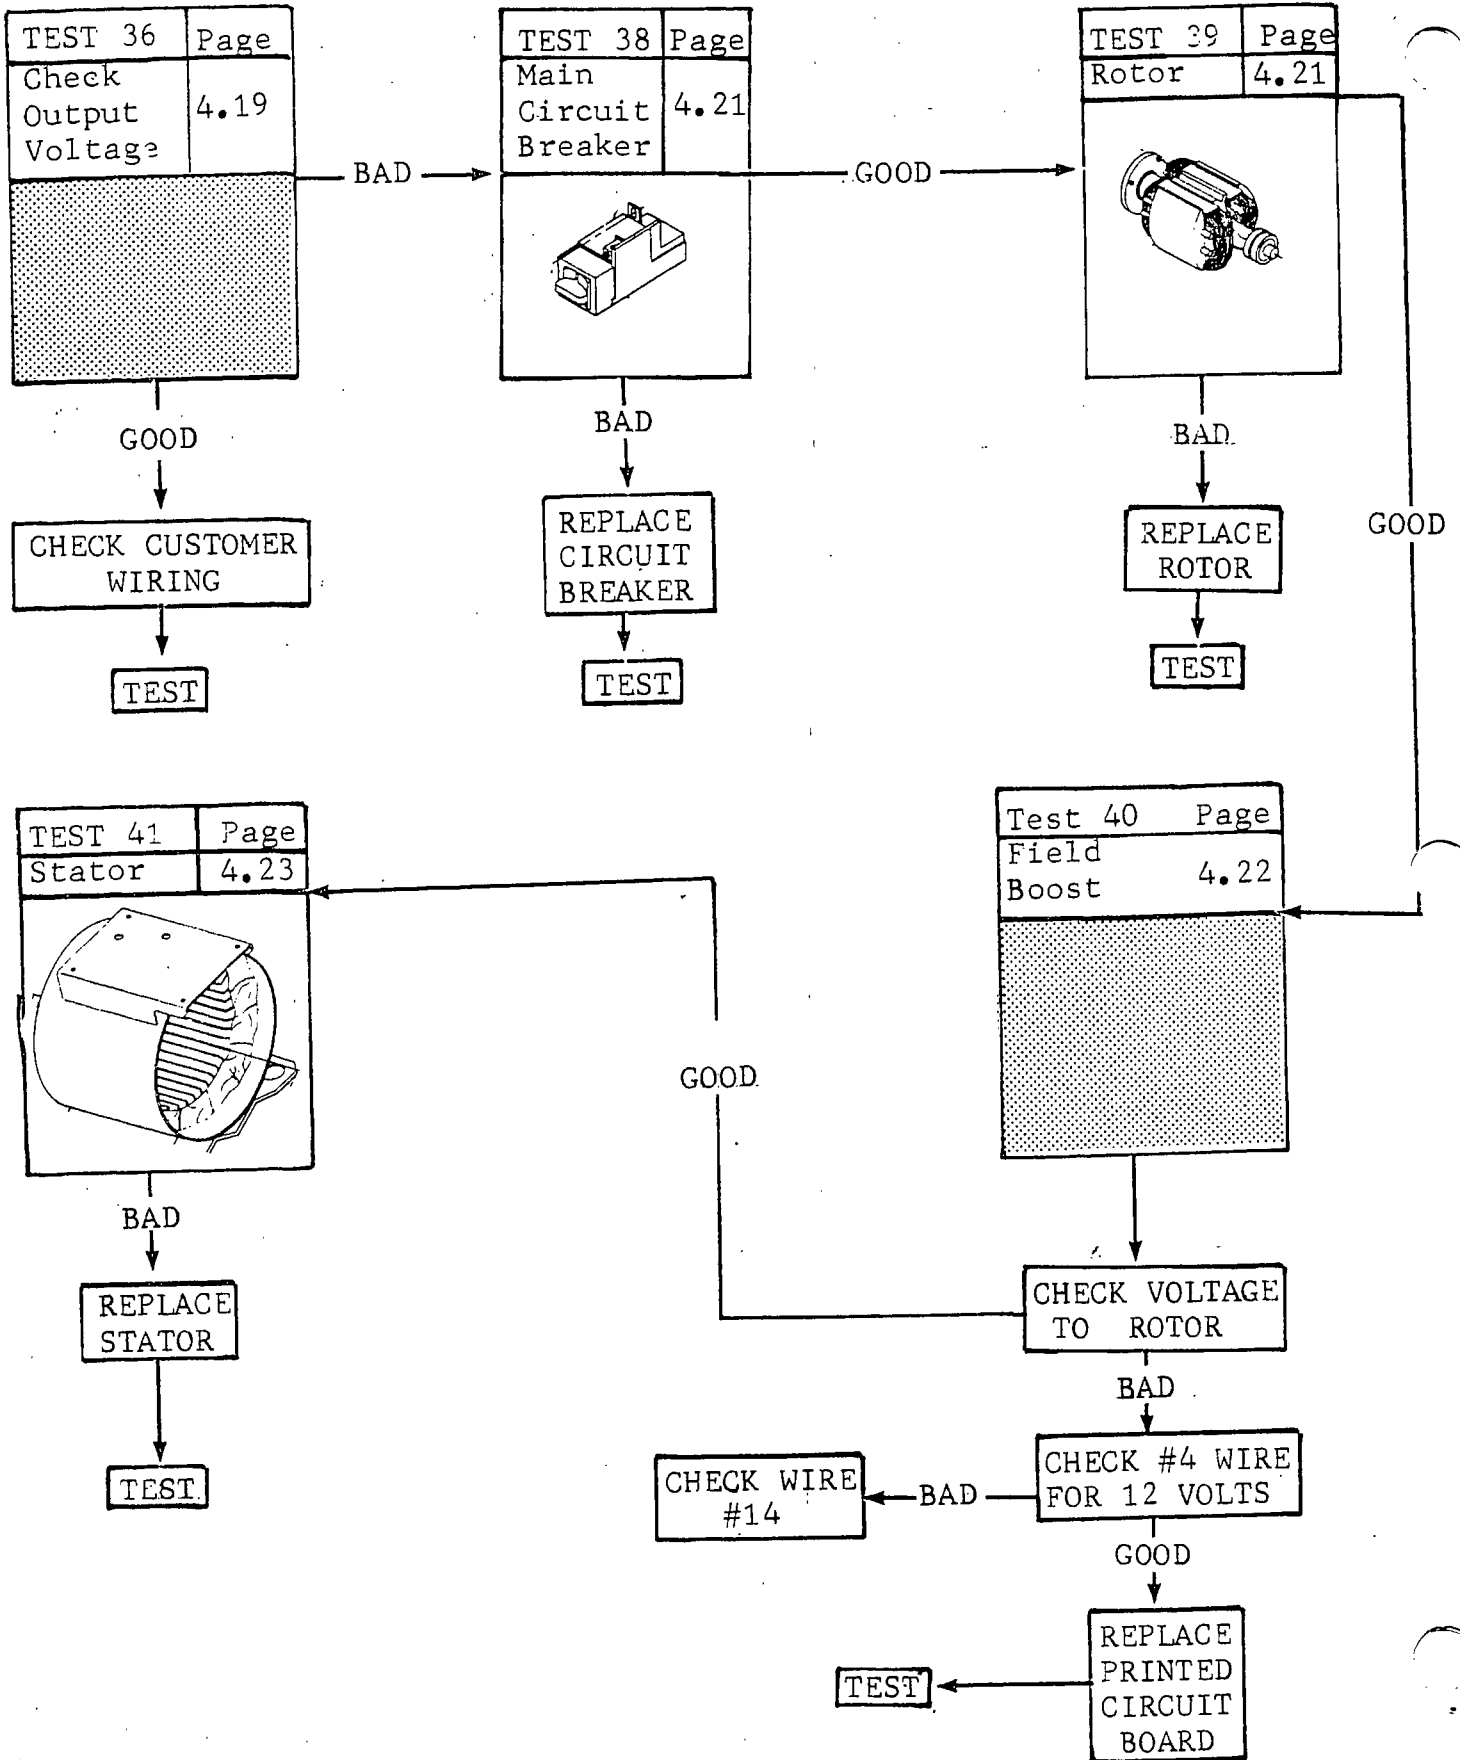 TEST 36 Page
Check
Output 4.19
Voltage
BAD
GOOD
CHECK CUSTOMER
WIRING
TEST
TEST 38 Page
Main
Circuit 4.21
Breaker
GOOD
BAD
REPLACE
CIRCUIT
BREAKER
TEST
TEST 39 Page
Rotor 4.21
BAD
REPLACE
ROTOR
TEST
GOOD
Test 40 Page
Field
Boost 4.22
CHECK VOLTAGE
TO ROTOR
GOOD
BAD
CHECK #4 WIRE
FOR 12 VOLTS
BAD
CHECK WIRE
#14
GOOD
REPLACE
PRINTED
CIRCUIT
BOARD
TEST
TEST 41 Page
Stator 4.23
BAD
REPLACE
STATOR
TEST